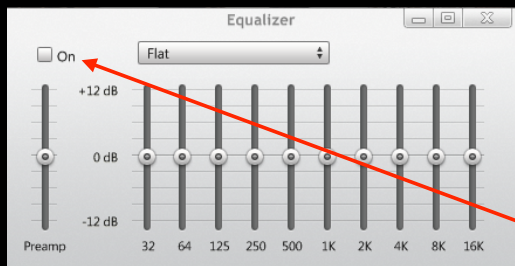 Equalizer
On
Flat
+12 dB
0 dB
-12 dB
Preamp 32 64 125 250 500 1K 2K 4K 8K 16K